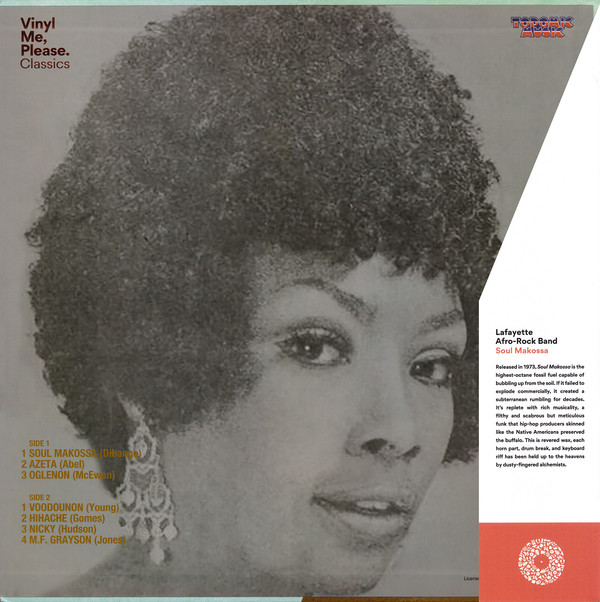 Vinyl
Me,
Please.
Classics
SIDE 1
1 SOUL MAKOSSA (Dibango)
2 AZETA (Abel)
3 OGLENON (McEwan)
SIDE 2
1 VOODOUNON (Young)
2 HIHACHE (Gomes)
3 NICKY (Hudson)
4 M.F. GRAYSON (Jones)
Lafayette
Afro-Rock Band
Soul Makossa
Released in 1973, Soul Makossa is the
highest-octane fossil fuel capable of
bubbling up from the soil. If it failed to
explode commercially, it created a
subterranean rumbling for decades.
It's replete with rich musicality, a
filthy and scabrous but meticulous
funk that hip-hop producers skinned
like the Native Americans preserved
the buffalo. This is revered wax, each
horn part, drum break, and keyboard
riff has been held up to the heavens
by dusty-fingered alchemists.